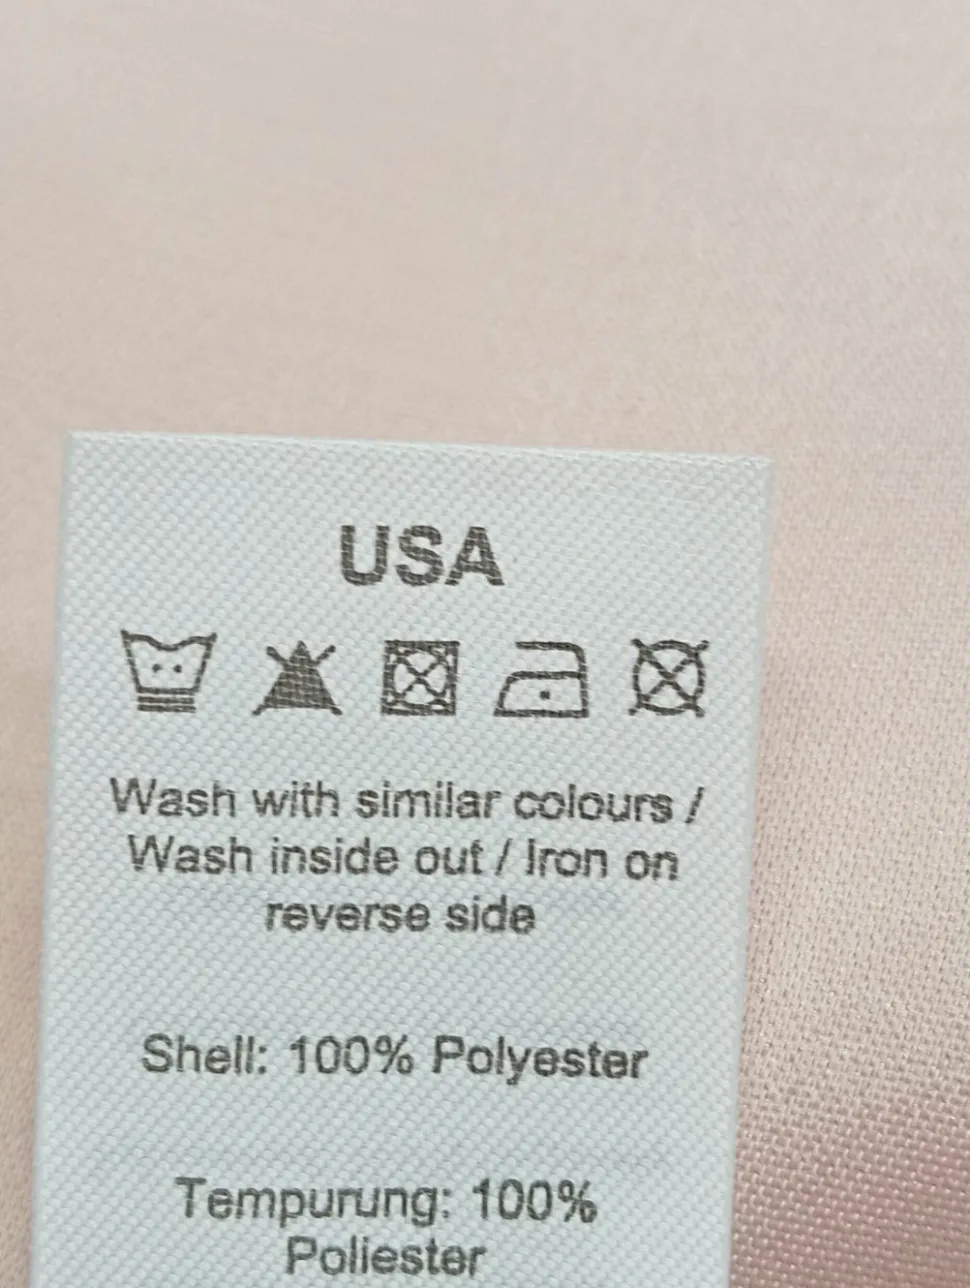 USA
Wash with similar colours /
Wash inside out / Iron on
reverse side
Shell: 100% Polyester
Tempurung: 100%
Poliester